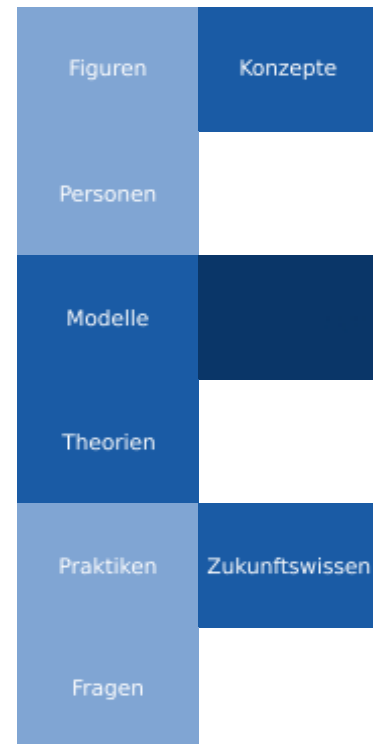 Figuren Konzepte
Personen
Modelle
Theorien
Praktiken Zukunftswissen
Fragen